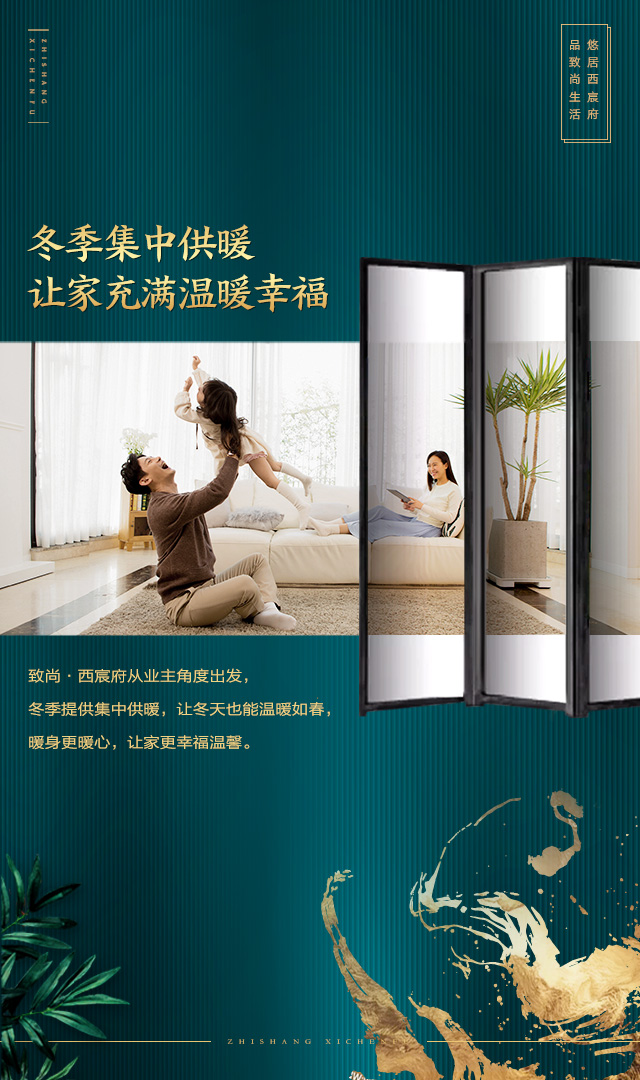 ZHISHANG
XICHENFU
悠居西宸府
品致尚生活
冬季集中供暖
让家充满温暖幸福
致尚·西宸府从业主角度出发，
冬季提供集中供暖，让冬天也能温暖如春，
暖身更暖心，让家更幸福温馨。
ZHISHANG